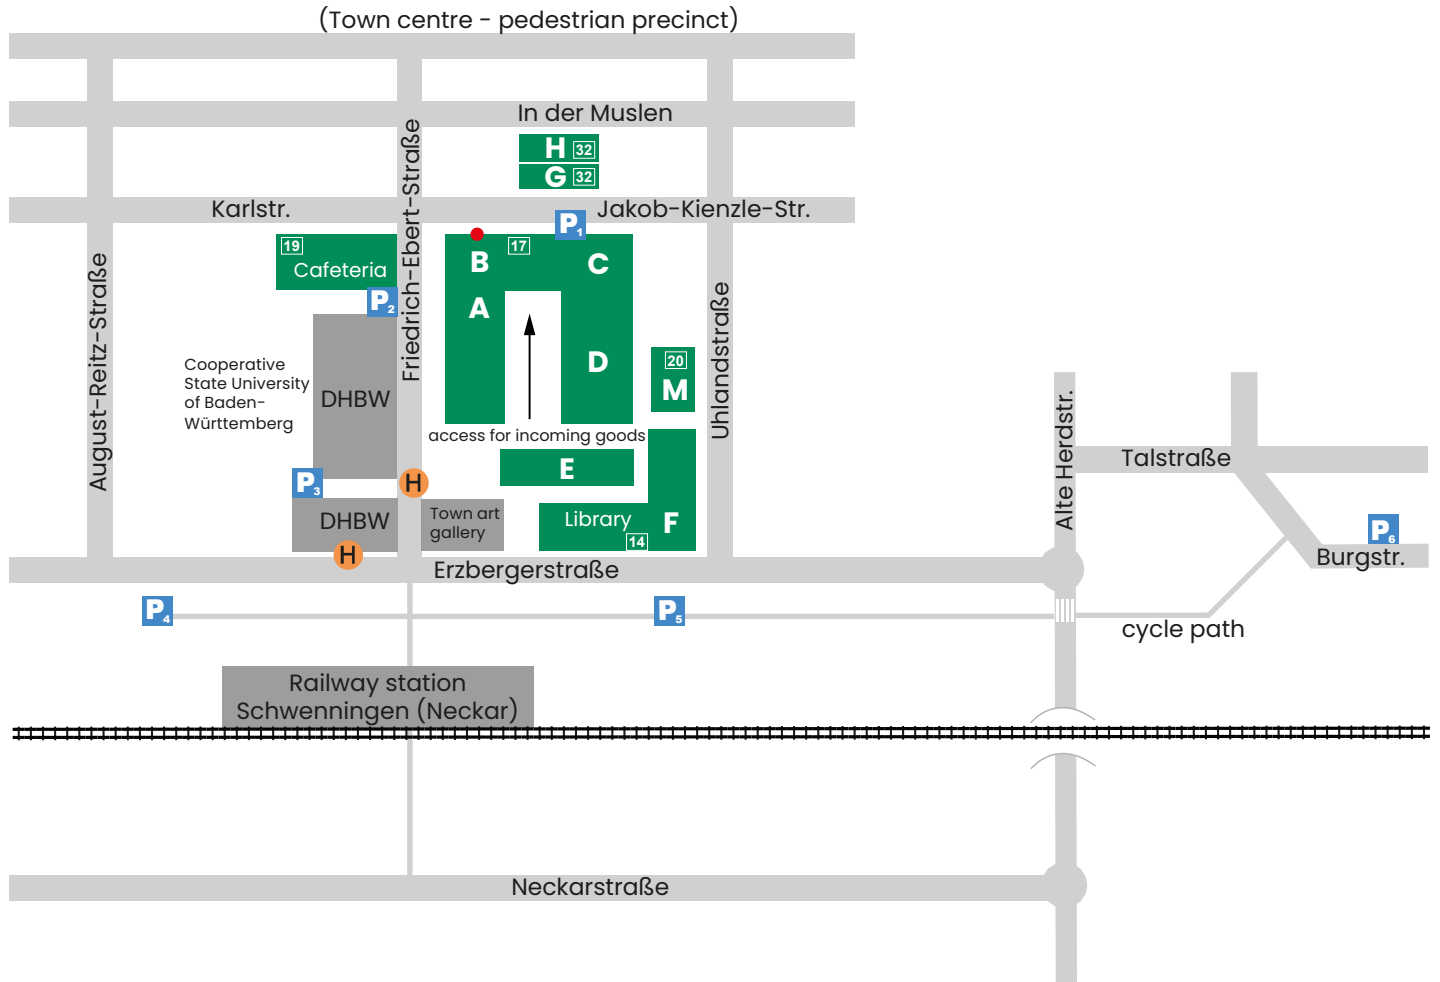 (Town centre - pedestrian precinct)
In der Muslen
H 32
G 32
Karlstr.
Jakob-Kienzle-Str.
P1
Friedrich-Ebert-Straße
19
Cafeteria
B
17
C
A
P2
August-Reitz-Straße
Uhlandstraße
Cooperative
State University
of Baden-
Württemberg
DHBW
D
20
M
access for incoming goods
E
P3
H
DHBW
H
Town art
gallery
Library
14
F
Erzbergerstraße
Alte Herdstr.
Talstraße
P6
Burgstr.
P4
P5
cycle path
Railway station
Schwenningen (Neckar)
Neckarstraße